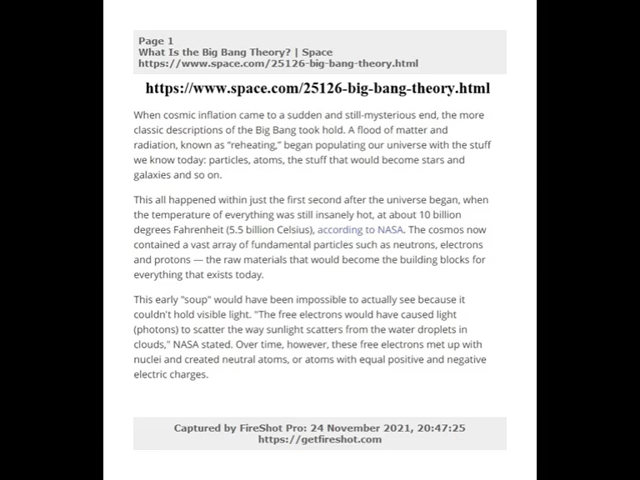 Page 1
What Is the Big Bang Theory? | Space
https://www.space.com/25126-big-bang-theory.html
https://www.space.com/25126-big-bang-theory.html
When cosmic inflation came to a sudden and still-mysterious end, the more
classic descriptions of the Big Bang took hold. A flood of matter and
radiation, known as “reheating,” began populating our universe with the stuff
we know today: particles, atoms, the stuff that would become stars and
galaxies and so on.
This all happened within just the first second after the universe began, when
the temperature of everything was still insanely hot, at about 10 billion
degrees Fahrenheit (5.5 billion Celsius), according to NASA. The cosmos now
contained a vast array of fundamental particles such as neutrons, electrons
and protons — the raw materials that would become the building blocks for
everything that exists today.
This early "soup" would have been impossible to actually see because it
couldn't hold visible light. "The free electrons would have caused light
(photons) to scatter the way sunlight scatters from the water droplets in
clouds," NASA stated. Over time, however, these free electrons met up with
nuclei and created neutral atoms, or atoms with equal positive and negative
electric charges.
Captured by FireShot Pro: 24 November 2021, 20:47:25
https://getfireshot.com